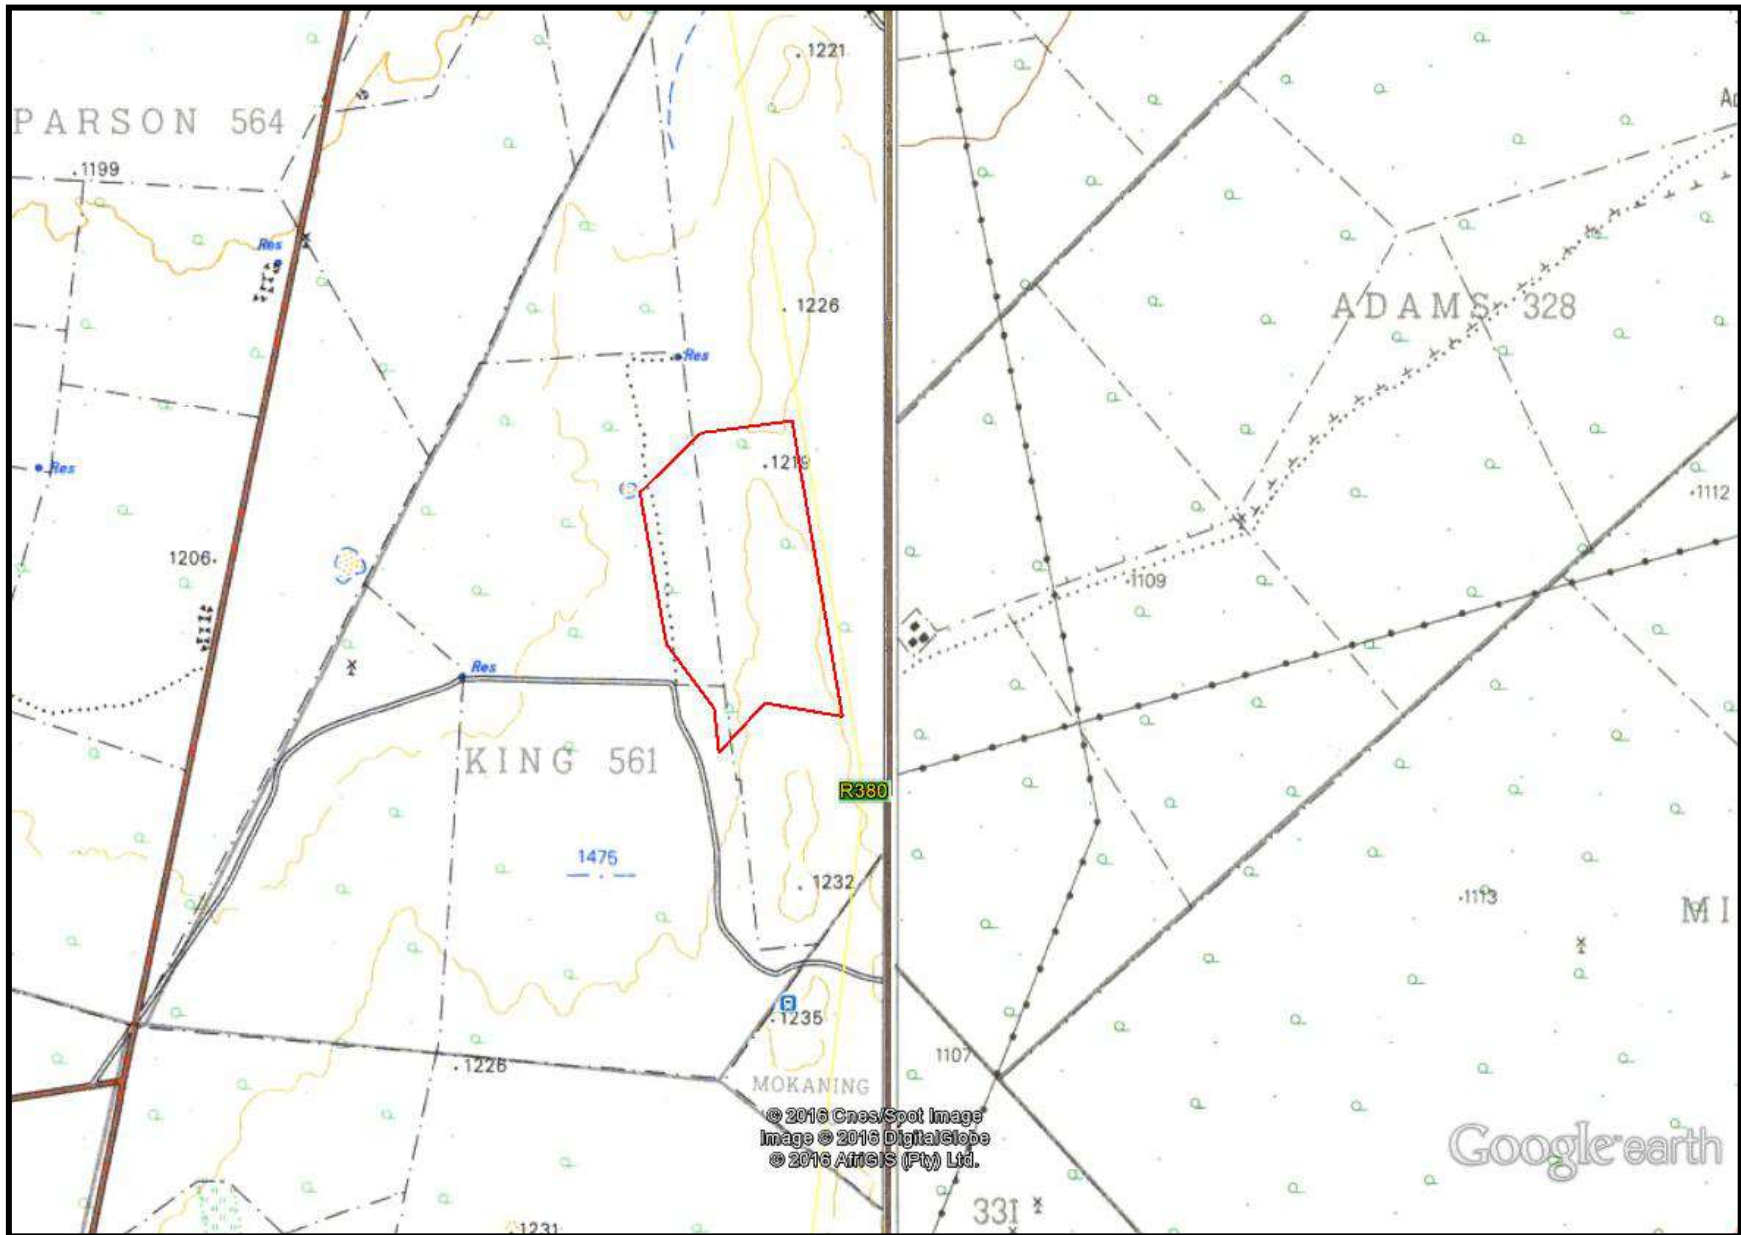 1221
PARSON 564
1199
Res
1226
ADAMS 328
Res
1219
Res
1112
1206
1109
Res
KING 561
R380
1475
1232
1113
MI
1235
1107
1226
MOKANING
© 2016 Cnes/Spot Image
Image © 2016 DigitalGlobe
© 2016 AfriGIS (Pty) Ltd.
Google earth
331
1231